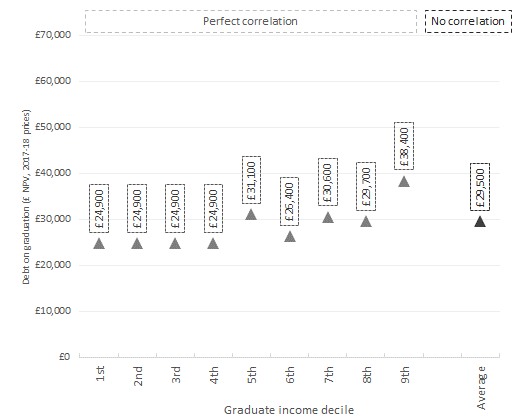 Perfect correlation
No correlation
£70,000
£60,000
£50,000
£40,000
£30,000
£20,000
£10,000
£0
Debt on graduation (£ NPV, 2017-18 prices)
£24,900
£24,900
£24,900
£24,900
£31,100
£26,400
£30,600
£29,700
£38,400
£29,500
1st
2nd
3rd
4th
5th
6th
7th
8th
9th
Average
Graduate income decile